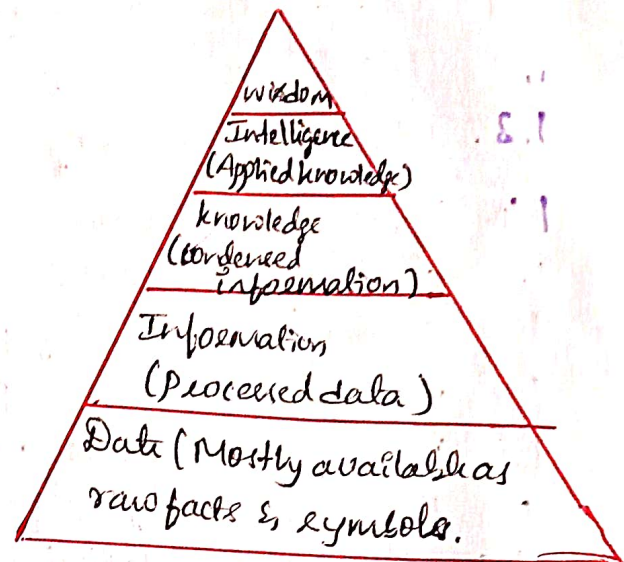 wisdom
Intelligence
(Applied knowledge)
knowledge
(condensed
information)
Information
(Processed data)
Data (Mostly available as
raw facts & symbols.